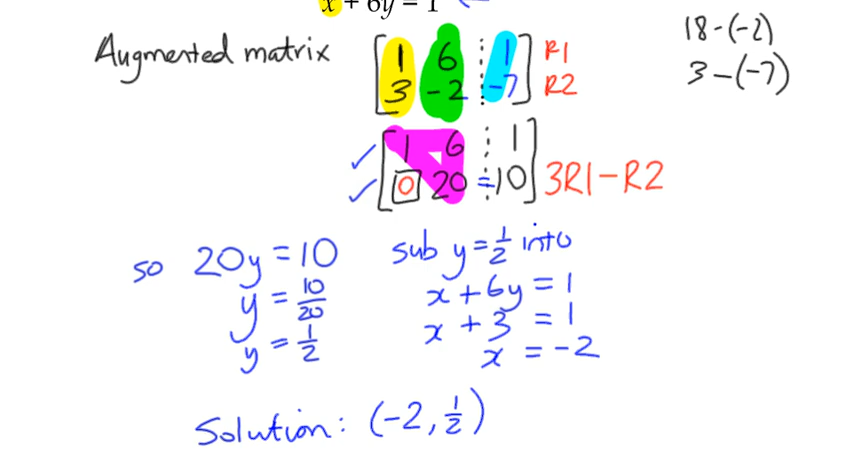 x + 6y = 1
Augmented matrix
[1 6 ⋮ 1] R1
[3 -2 ⋮ -7] R2
18-(-2)
3-(-7)
[1 6 ⋮ 1]
[0 20 = 10] 3R1-R2
so 20y = 10
y = 10/20
y = 1/2
sub y = 1/2 into
x + 6y = 1
x + 3 = 1
x = -2
Solution: (-2, 1/2)